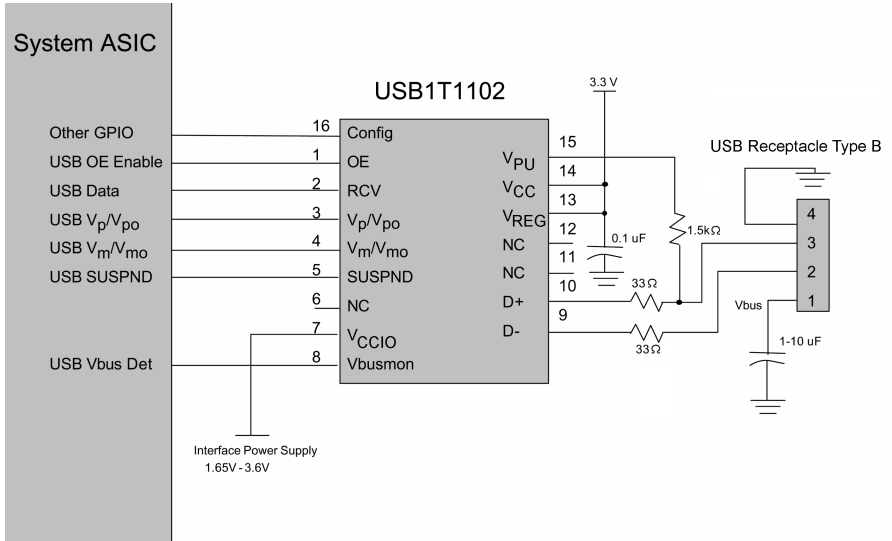 System ASIC
USB1T1102
3.3 V
USB Receptacle Type B
Other GPIO
16
Config
USB OE Enable
1
OE
USB Data
2
RCV
USB Vp/Vpo
3
Vp/Vpo
USB Vm/Vmo
4
Vm/Vmo
USB SUSPND
5
SUSPND
6
NC
7
VCCIO
USB Vbus Det
8
Vbusmon
15
VPU
14
VCC
13
VREG
12
NC
11
NC
10
D+
9
D-
0.1 uF
1.5kΩ
33Ω
33Ω
4
3
2
1
Vbus
1-10 uF
Interface Power Supply
1.65V - 3.6V